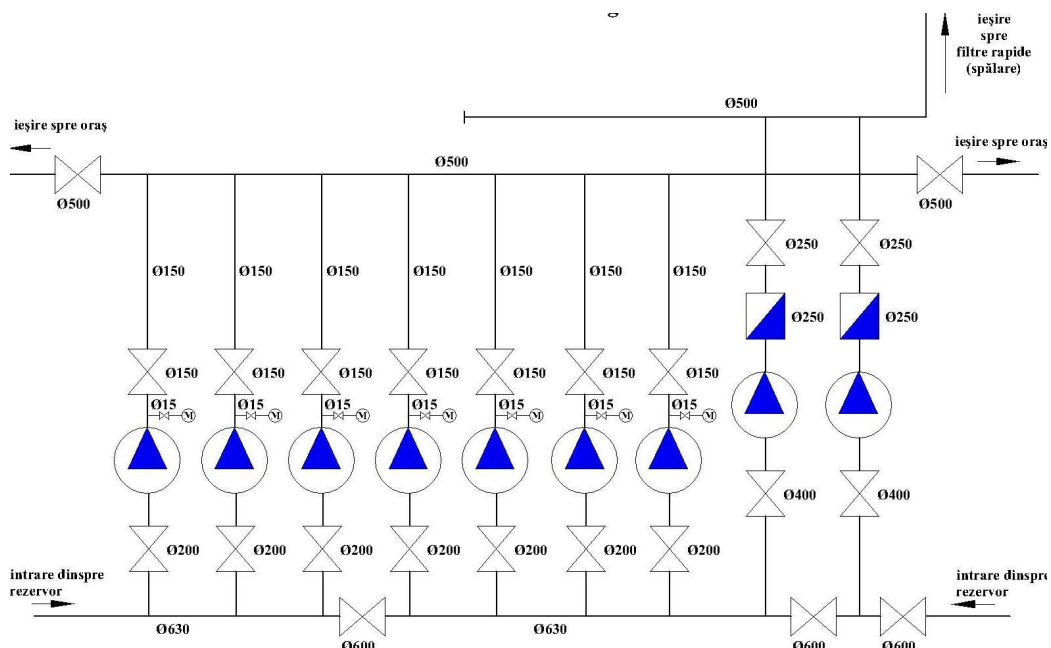 ieşire
spre
filtre rapide
(spălare)
Ø500
ieşire spre oraş
ieşire spre oraş
Ø500
Ø500
Ø500
Ø250
Ø250
Ø150
Ø150
Ø150
Ø150
Ø150
Ø150
Ø150
Ø250
Ø250
Ø150
Ø150
Ø150
Ø150
Ø150
Ø150
Ø150
Ø15
M
Ø15
M
Ø15
M
Ø15
M
Ø15
M
Ø15
M
Ø15
M
Ø400
Ø400
Ø200
Ø200
Ø200
Ø200
Ø200
Ø200
Ø200
intrare dinspre
rezervor
intrare dinspre
rezervor
Ø630
Ø600
Ø630
Ø600
Ø600